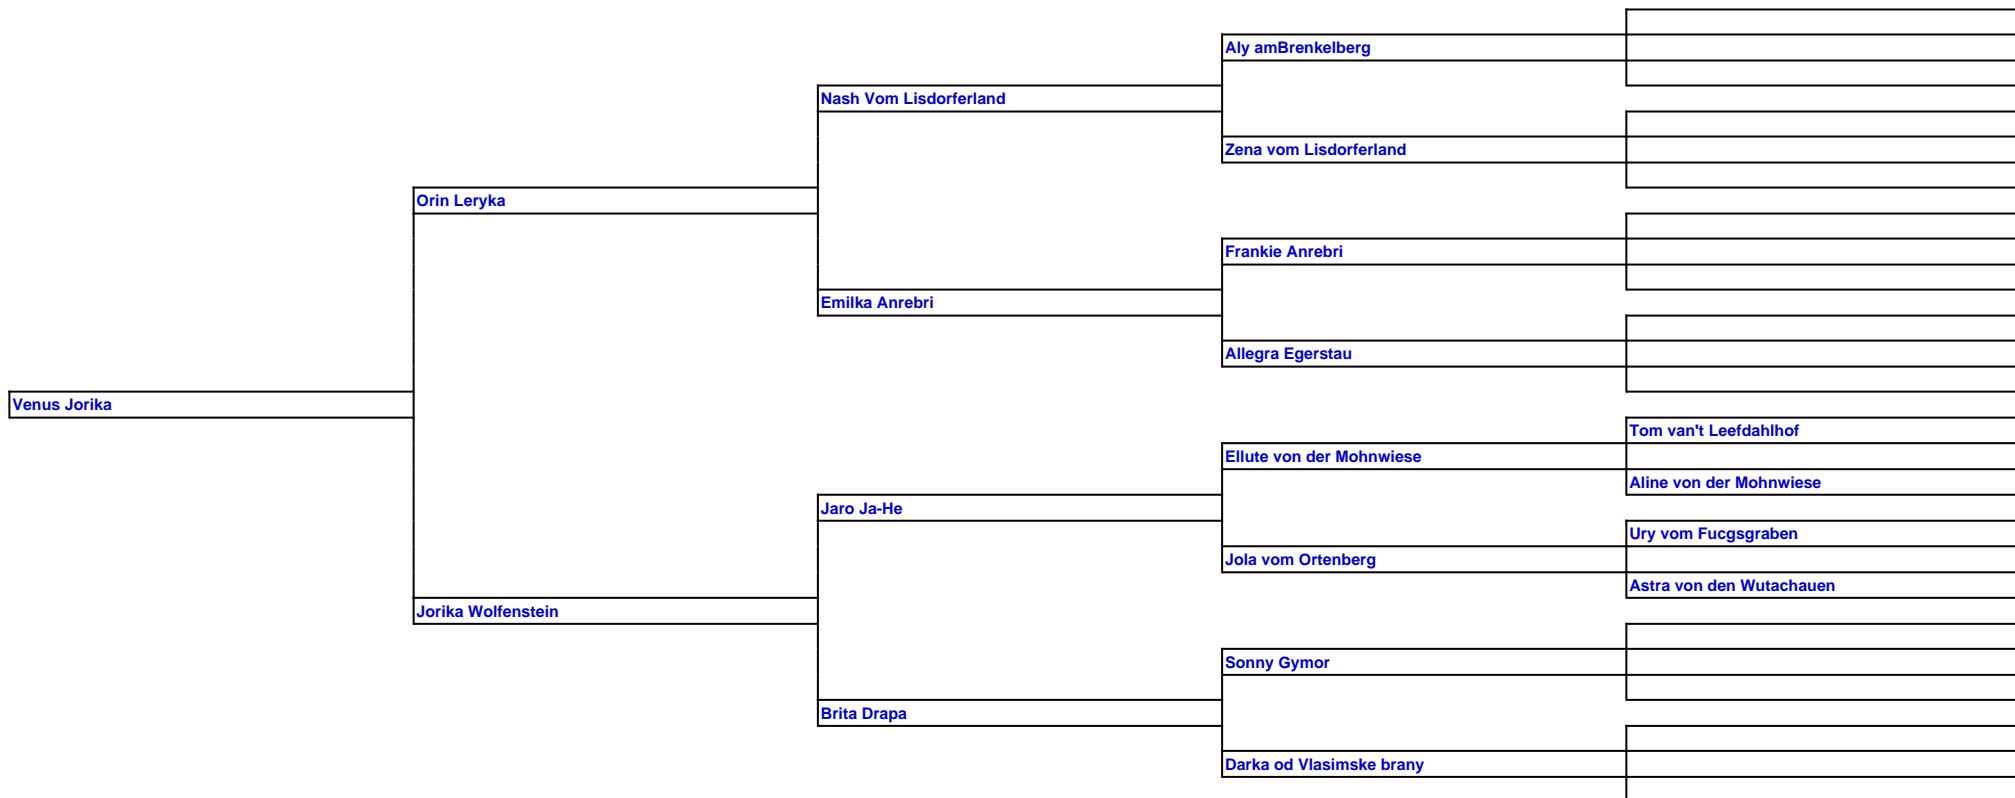 Aly amBrenkelberg
Nash Vom Lisdorferland
Zena vom Lisdorferland
Orin Leryka
Frankie Anrebri
Emilka Anrebri
Allegra Egerstau
Venus Jorika
Tom van't Leefdahlhof
Ellute von der Mohnwiese
Aline von der Mohnwiese
Jaro Ja-He
Ury vom Fucgsgraben
Jola vom Ortenberg
Astra von den Wutachauen
Jorika Wolfenstein
Sonny Gymor
Brita Drapa
Darka od Vlasimske brany